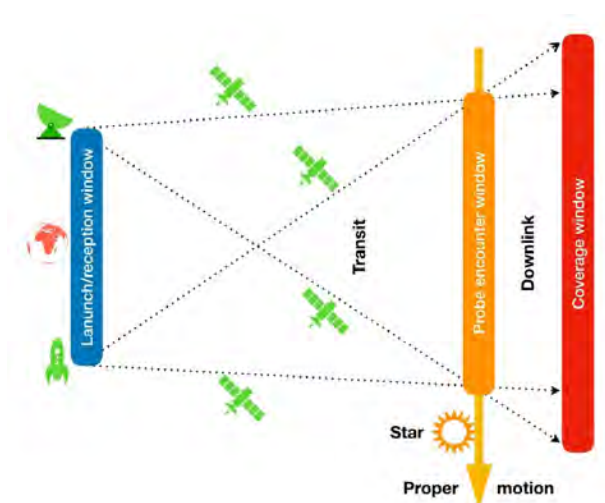 Lanunch/reception window
Transit
Probe encounter window
Downlink
Coverage window
Star
Proper motion